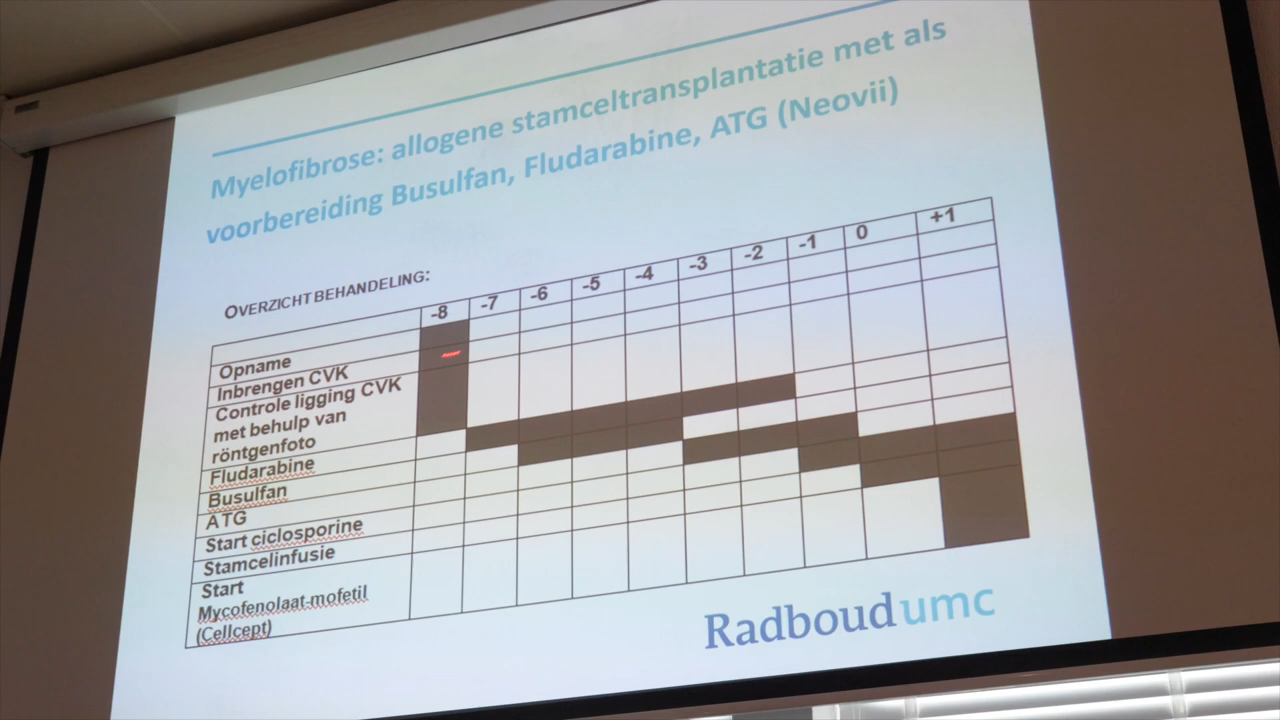 Myelofibrose: allogene stamceltransplantatie met als
voorbereiding Busulfan, Fludarabine, ATG (Neovii)
OVERZICHT BEHANDELING:
-8 -7 -6 -5 -4 -3 -2 -1 0 +1
Opname
Inbrengen CVK
Controle ligging CVK
met behulp van
röntgenfoto
Fludarabine
Busulfan
ATG
Start ciclosporine
Stamcelinfusie
Start
Mycofenolaat-mofetil
(Cellcept)
Radboudumc